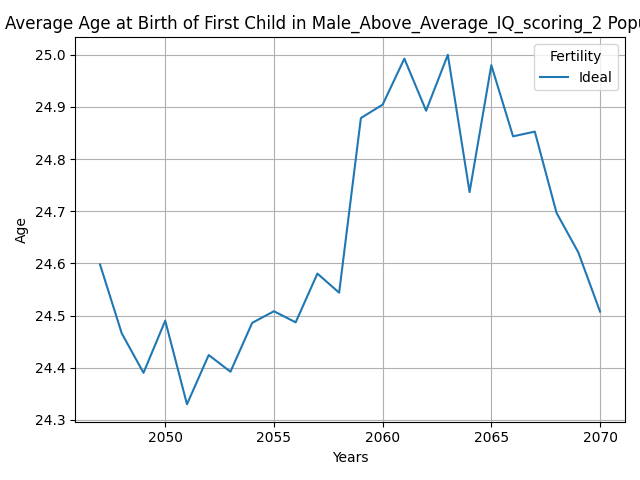 Average Age at Birth of First Child in Male_Above_Average_IQ_scoring_2
Fertility
Ideal
25.0
24.9
24.8
24.7
24.6
24.5
24.4
24.3
Age
2050 2055 2060 2065 2070
Years